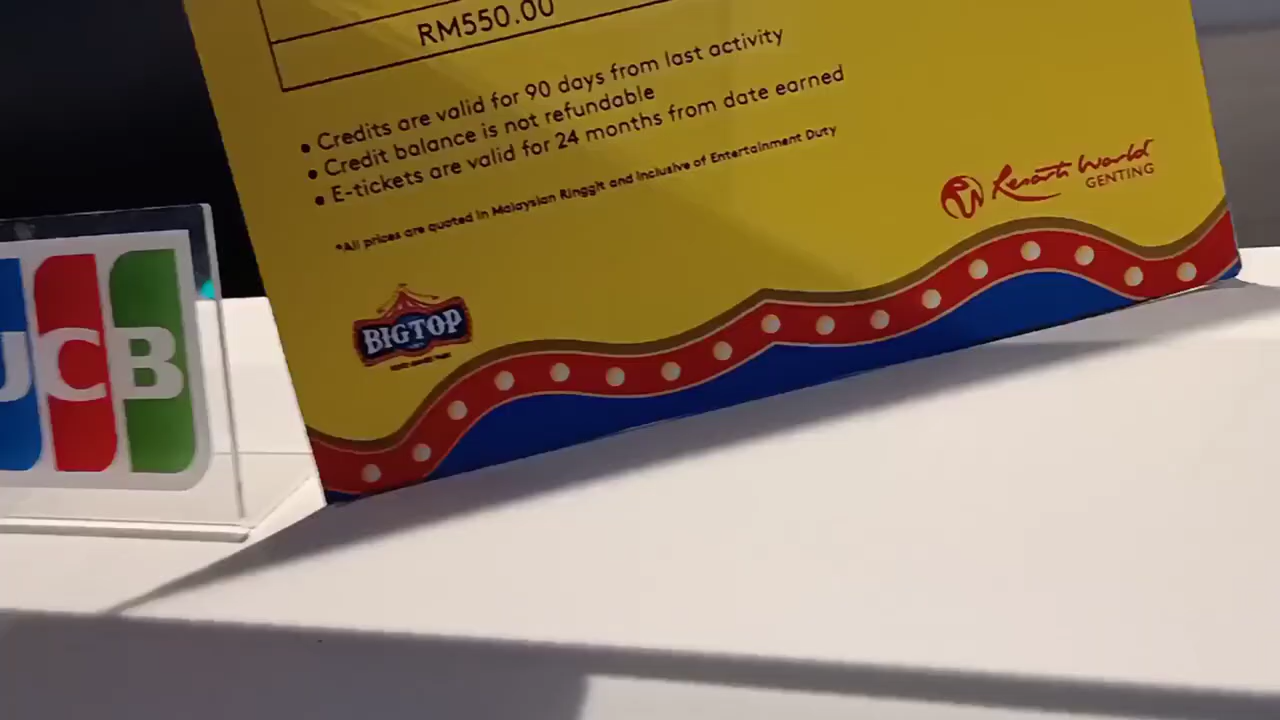 RM550.00
• Credits are valid for 90 days from last activity
• Credit balance is not refundable
• E-tickets are valid for 24 months from date earned
*All prices are quoted in Malaysian Ringgit and inclusive of Entertainment Duty
Resorts World
GENTING
BIGTOP
JCB